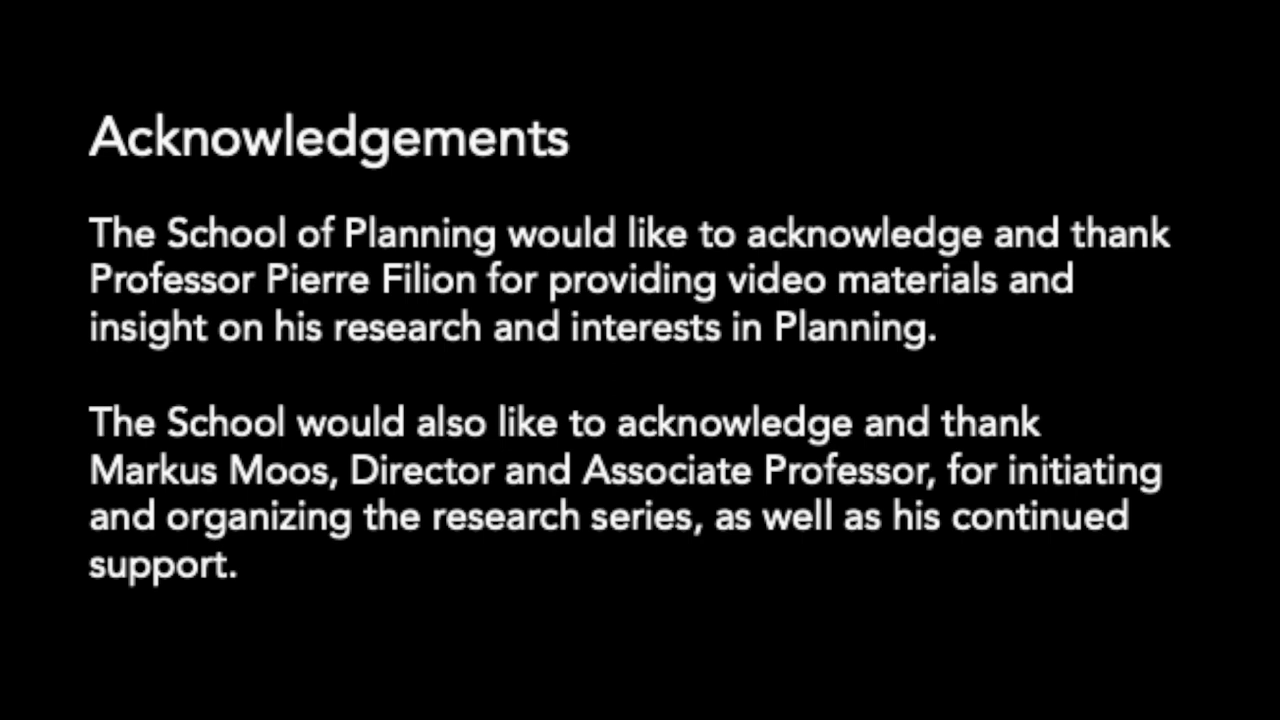 Acknowledgements
The School of Planning would like to acknowledge and thank
Professor Pierre Filion for providing video materials and
insight on his research and interests in Planning.
The School would also like to acknowledge and thank
Markus Moos, Director and Associate Professor, for initiating
and organizing the research series, as well as his continued
support.